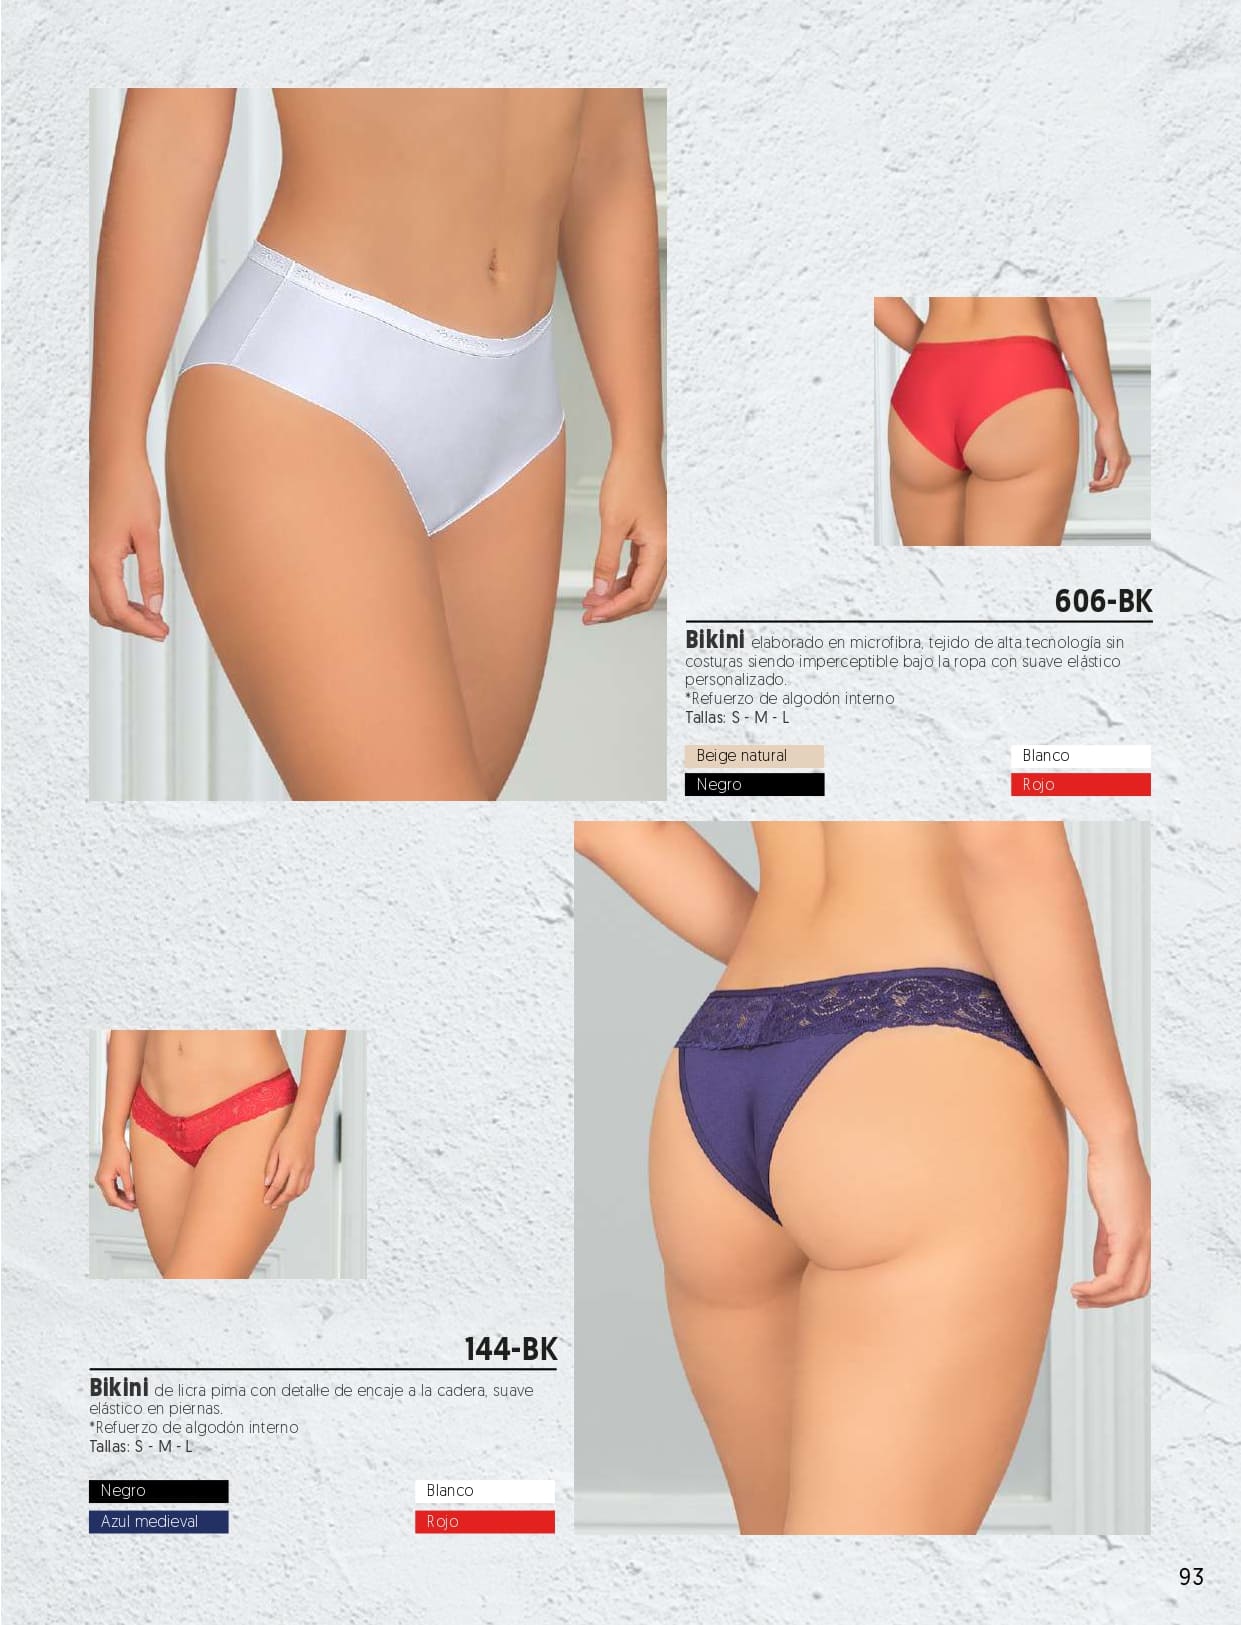 606-BK
Bikini elaborado en microfibra, tejido de alta tecnología sin
costuras siendo imperceptible bajo la ropa con suave elástico
personalizado.
*Refuerzo de algodón interno
Tallas: S - M - L
Beige natural
Blanco
Negro
Rojo
144-BK
Bikini de licra pima con detalle de encaje a la cadera, suave
elástico en piernas.
*Refuerzo de algodón interno
Tallas: S - M - L
Negro
Blanco
Azul medieval
Rojo
93